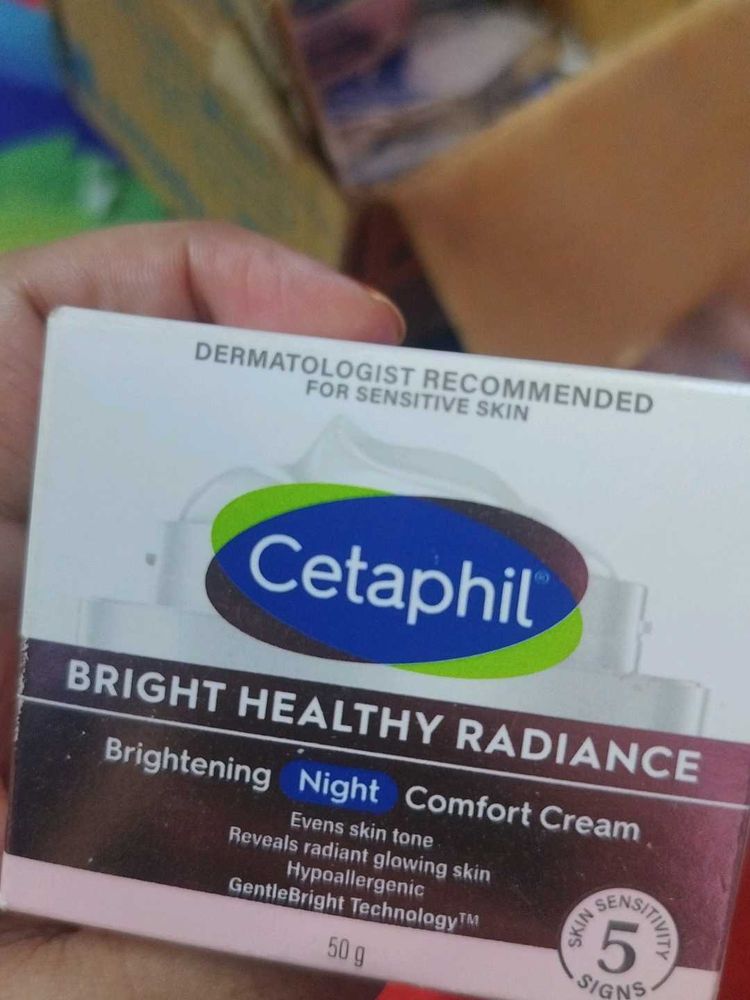 DERMATOLOGIST RECOMMENDED
FOR SENSITIVE SKIN
Cetaphil®
BRIGHT HEALTHY RADIANCE
Brightening Night Comfort Cream
Evens skin tone
Reveals radiant glowing skin
Hypoallergenic
GentleBright Technology™
50 g
SKIN SENSITIVITY
5
SIGNS